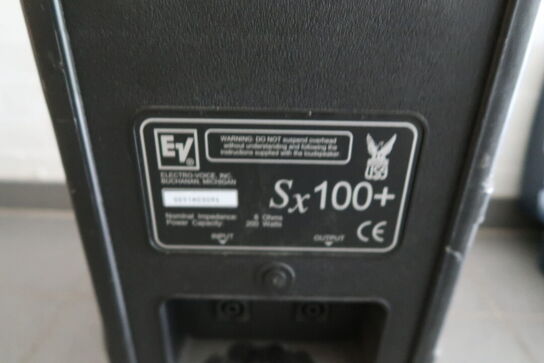 EV
WARNING: DO NOT suspend overhead
without understanding and following the
instructions supplied with the loudspeaker.
USA
ELECTRO-VOICE, INC.
BUCHANAN, MICHIGAN
Sx100+
Nominal Impedance: 8 Ohms
Power Capacity: 200 Watts
INPUT OUTPUT CE